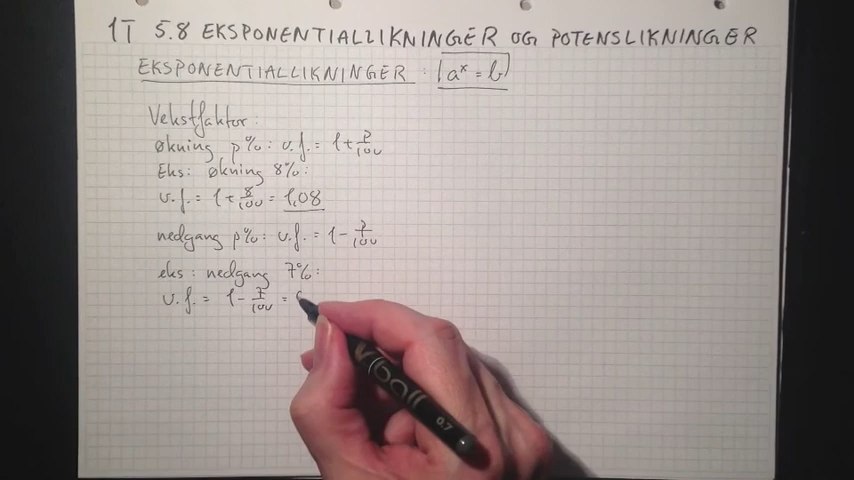 1T 5.8 EKSPONENTIALLIKNINGER OG POTENSLIKNINGER
EKSPONENTIALLIKNINGER : a^x = b
Vekstfaktor:
økning p%: v.f. = 1 + p/100
Eks: økning 8%:
v.f. = 1 + 8/100 = 1,08
nedgang p%: v.f. = 1 - p/100
eks: nedgang 7%:
v.f. = 1 - 7/100 =
V ball 0.7